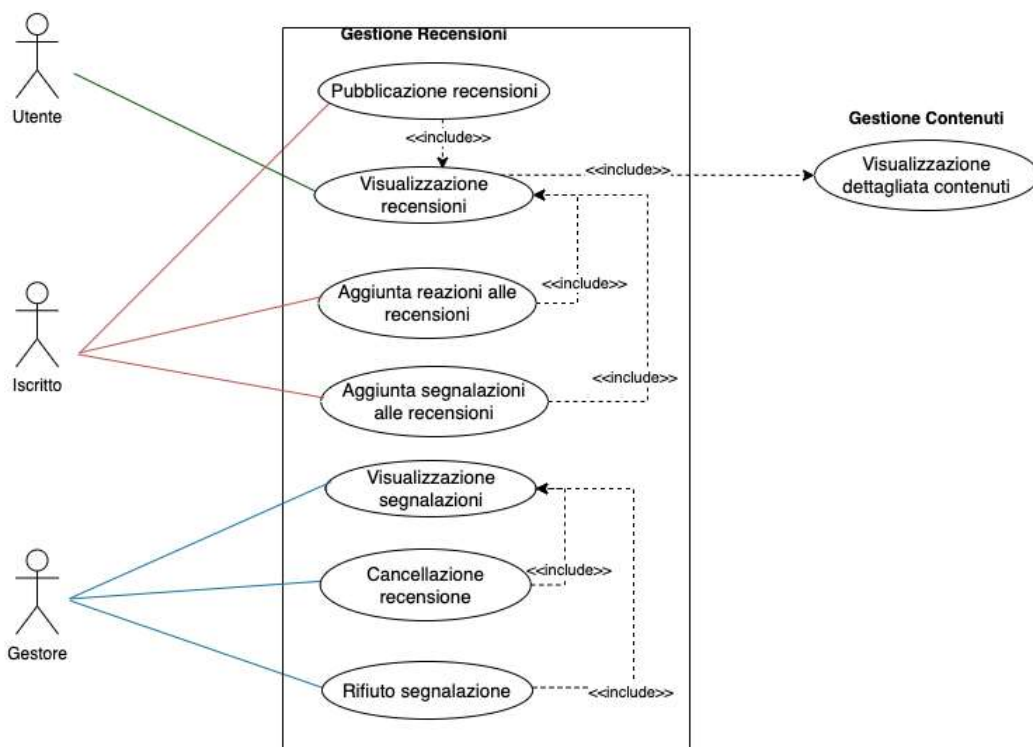 Gestione Recensioni
Utente
Pubblicazione recensioni
<<include>>
Gestione Contenuti
Visualizzazione
recensioni
<<include>>
Visualizzazione
dettagliata contenuti
Iscritto
Aggiunta reazioni alle
recensioni
<<include>>
Aggiunta segnalazioni
alle recensioni
<<include>>
Visualizzazione
segnalazioni
Gestore
Cancellazione
recensione
<<include>>
Rifiuto segnalazione
<<include>>